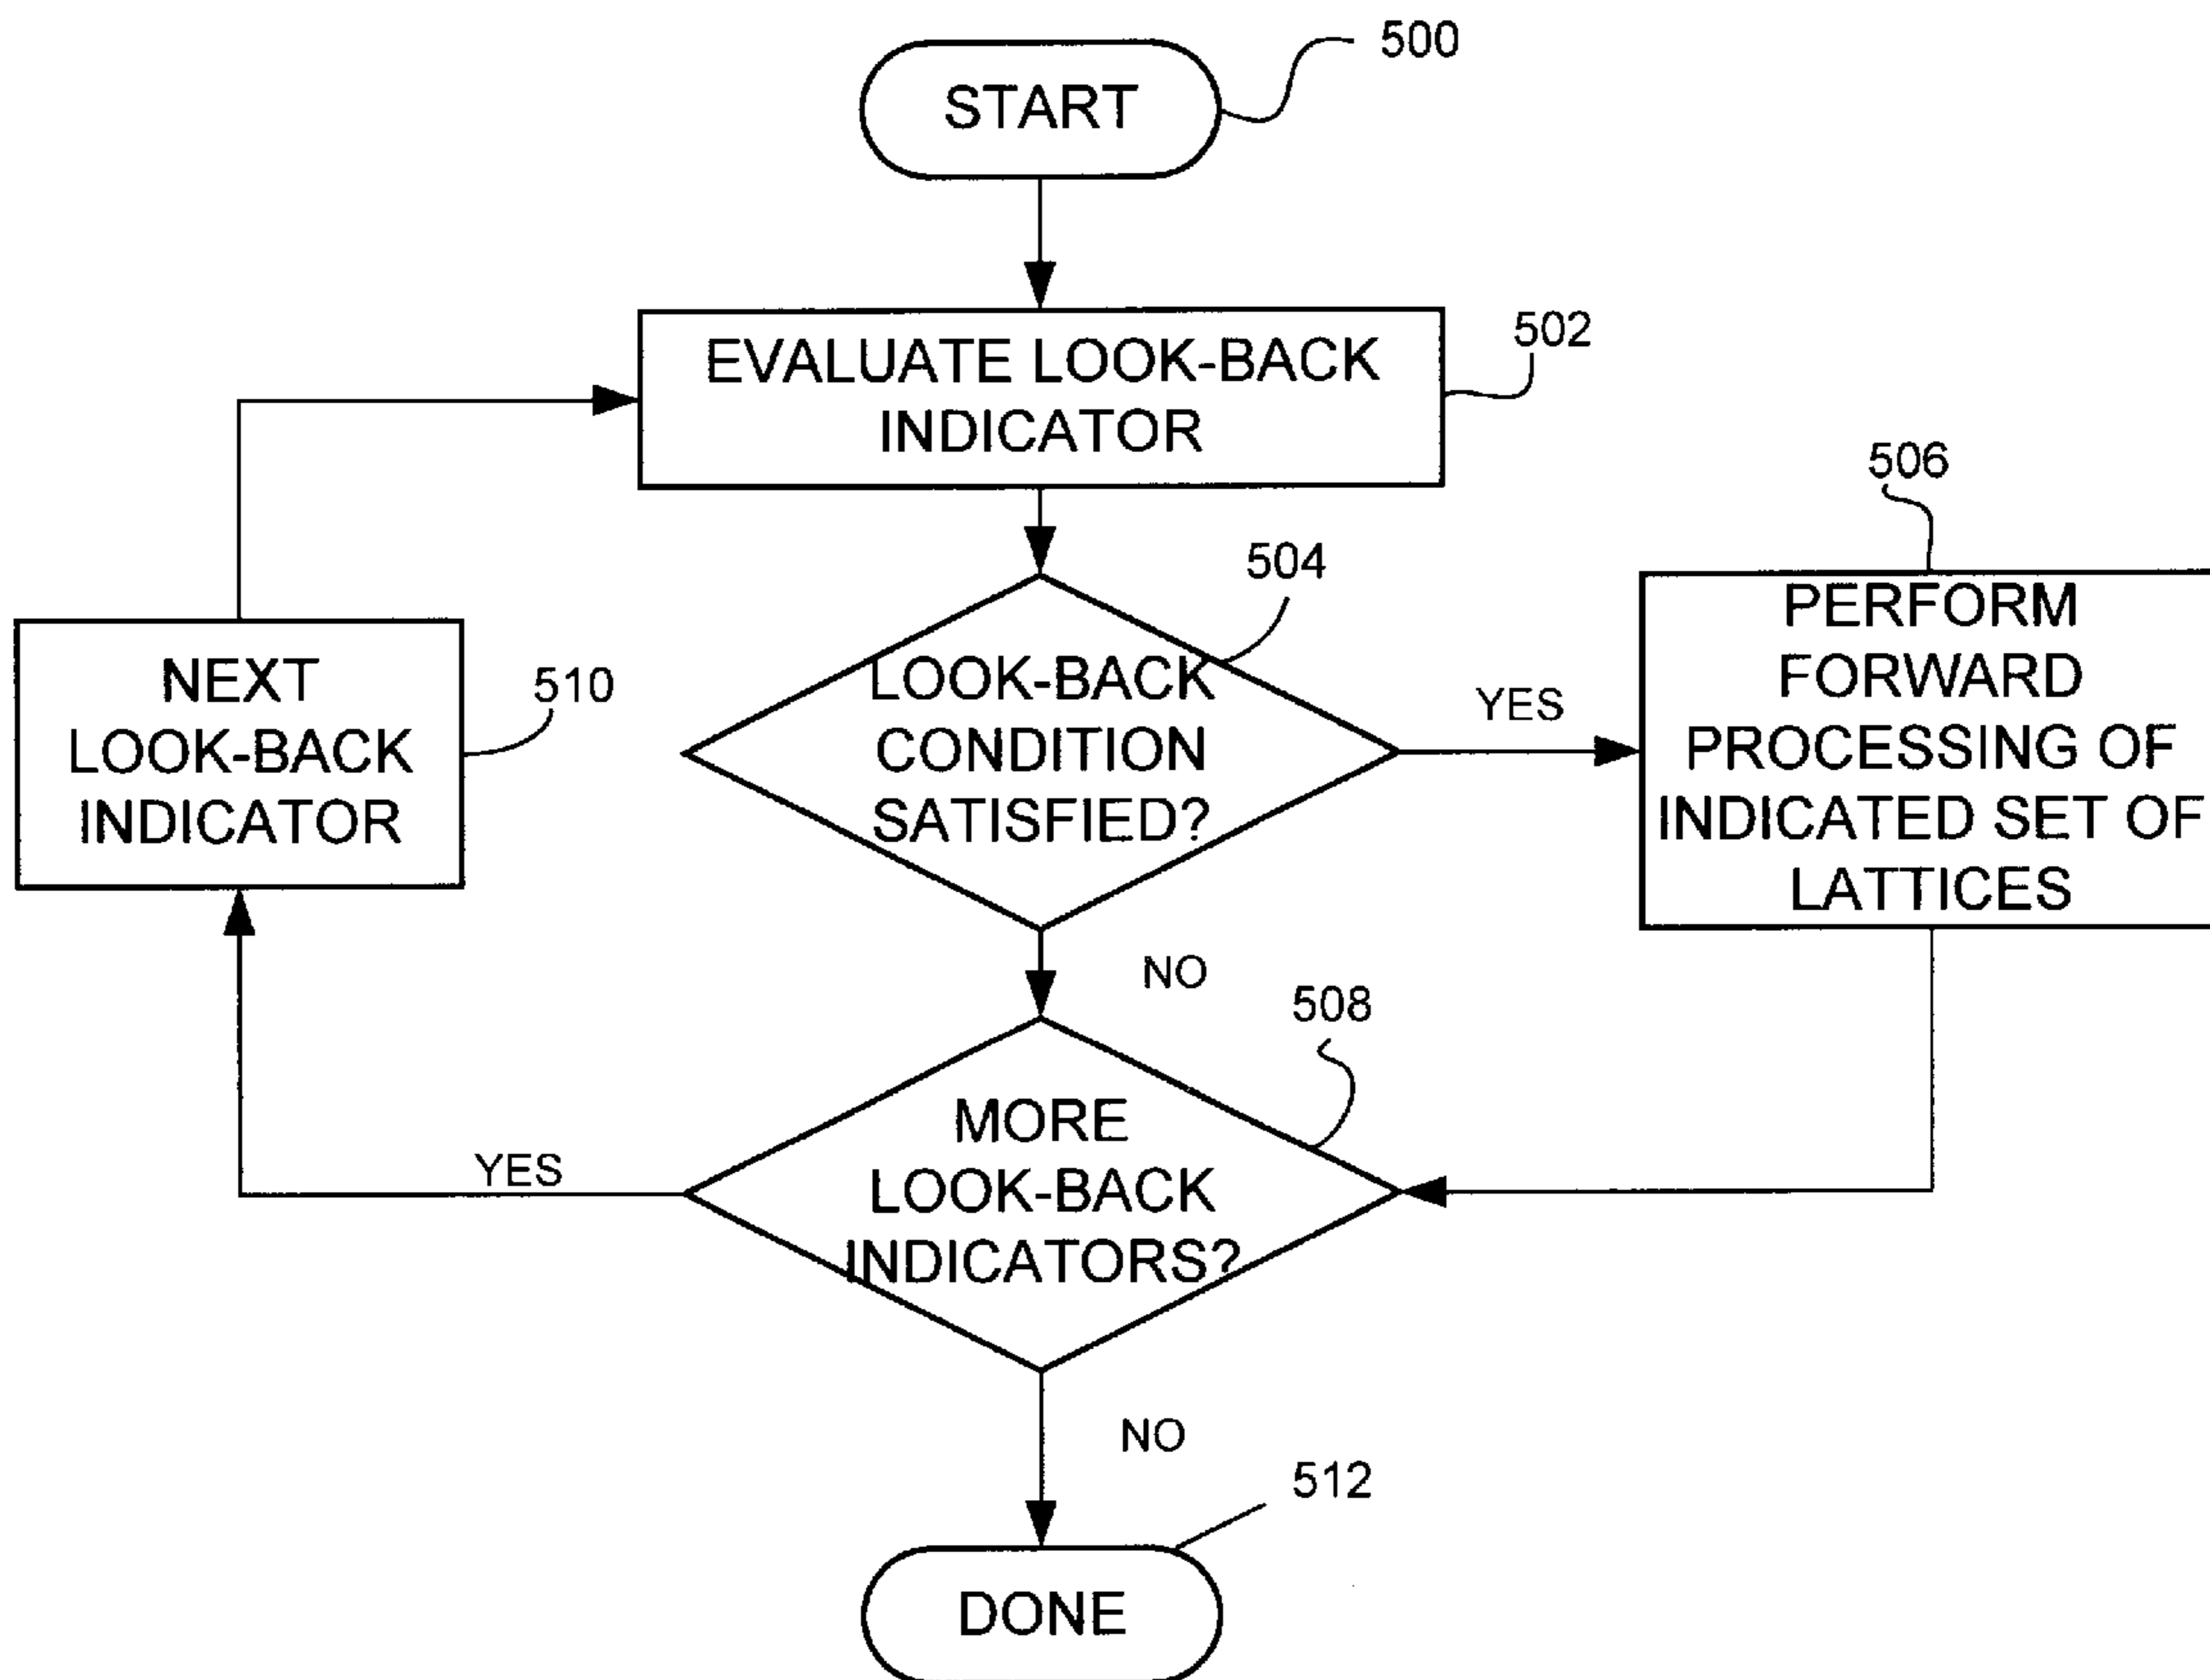 500
START
502
EVALUATE LOOK-BACK
INDICATOR
506
504
PERFORM
FORWARD
PROCESSING OF
INDICATED SET OF
LATTICES
NEXT
LOOK-BACK
INDICATOR
510
LOOK-BACK
CONDITION
SATISFIED?
YES
NO
508
MORE
LOOK-BACK
INDICATORS?
YES
NO
512
DONE